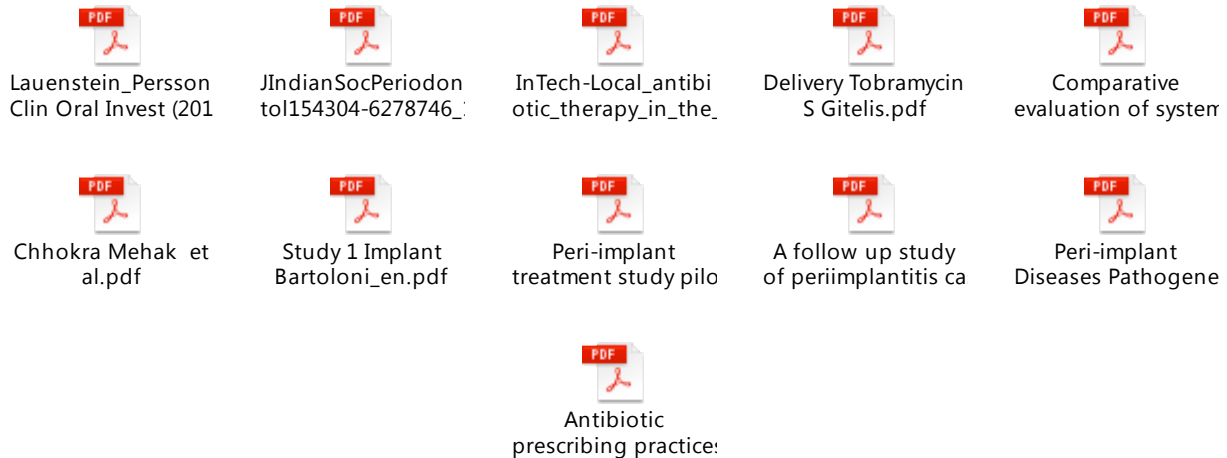 PDF PDF PDF PDF PDF
Lauenstein_Persson JIndianSocPeriodon InTech-Local_antibi Delivery Tobramycin Comparative
Clin Oral Invest (201 tol154304-6278746_ otic_therapy_in_the_ S Gitelis.pdf evaluation of system
PDF PDF PDF PDF PDF
Chhokra Mehak et Study 1 Implant Peri-implant A follow up study Peri-implant
al.pdf Bartoloni_en.pdf treatment study pilo of periimplantitis ca Diseases Pathogene
PDF
Antibiotic
prescribing practices